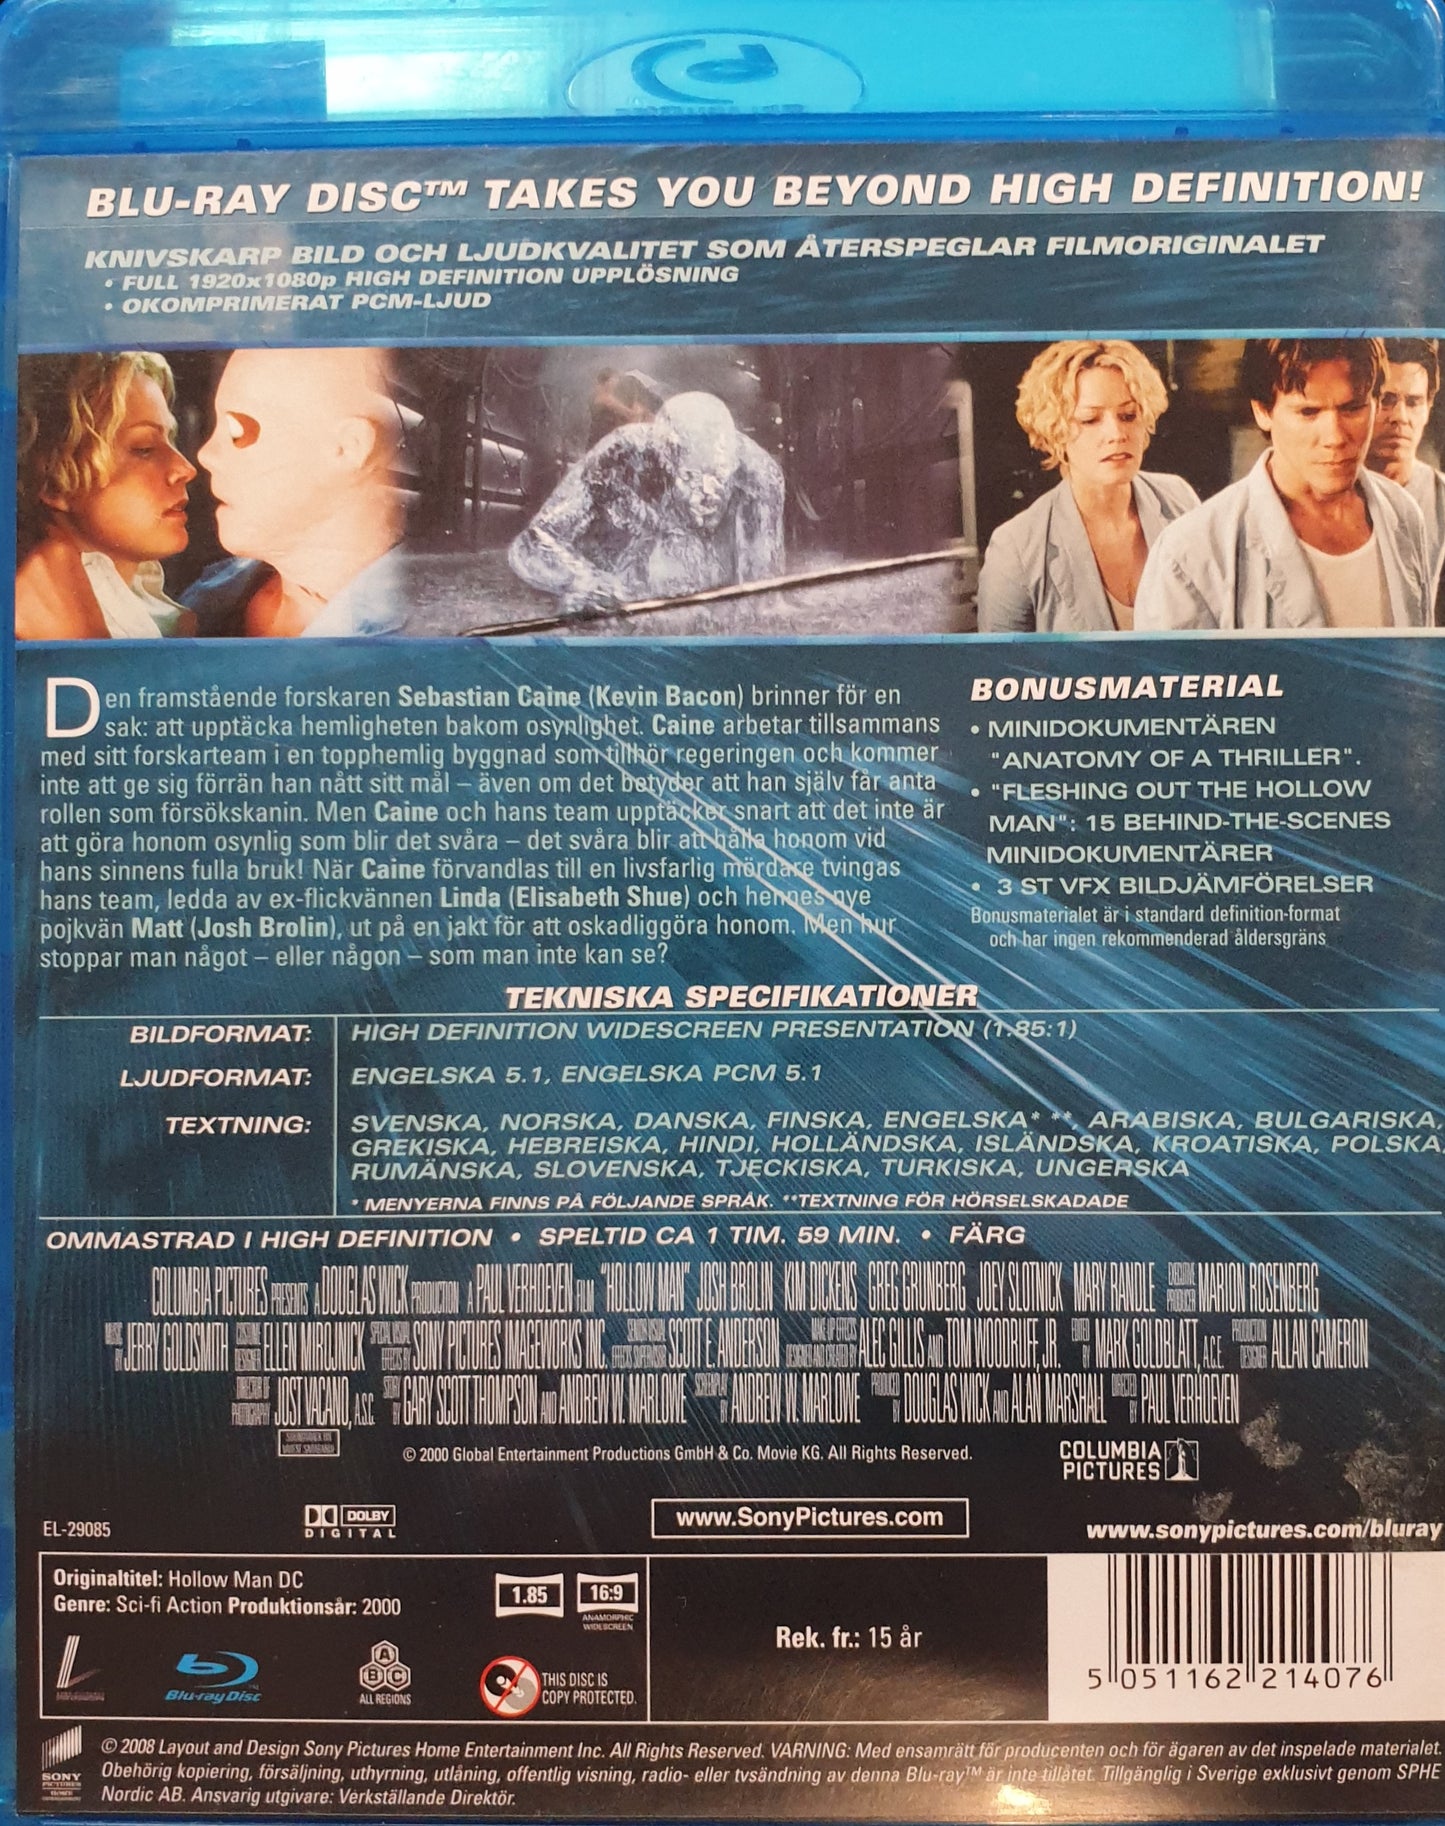 BLU-RAY DISC™ TAKES YOU BEYOND HIGH DEFINITION!
KNIVSKARP BILD OCH LJUDKVALITET SOM ÅTERSPEGLAR FILMORIGINALET
• FULL 1920x1080p HIGH DEFINITION UPPLÖSNING
• OKOMPRIMERAT PCM-LJUD
Den framstående forskaren Sebastian Caine (Kevin Bacon) brinner för en
sak: att upptäcka hemligheten bakom osynlighet. Caine arbetar tillsammans
med sitt forskarteam i en topphemlig byggnad som tillhör regeringen och kommer
inte att ge sig förrän han nått sitt mål – även om det betyder att han själv får anta
rollen som försökskanin. Men Caine och hans team upptäcker snart att det inte är
att göra honom osynlig som blir det svåra – det svåra blir att hålla honom vid
hans sinnens fulla bruk! När Caine förvandlas till en livsfarlig mördare tvingas
hans team, ledda av ex-flickvännen Linda (Elisabeth Shue) och hennes nye
pojkvän Matt (Josh Brolin), ut på en jakt för att oskadliggöra honom. Men hur
stoppar man något – eller någon – som man inte kan se?
BONUSMATERIAL
• MINIDOKUMENTÄREN
"ANATOMY OF A THRILLER".
• "FLESHING OUT THE HOLLOW
MAN": 15 BEHIND-THE-SCENES
MINIDOKUMENTÄRER
• 3 ST VFX BILDJÄMFÖRELSER
Bonusmaterialet är i standard definition-format
och har ingen rekommenderad åldersgräns
TEKNISKA SPECIFIKATIONER
BILDFORMAT: HIGH DEFINITION WIDESCREEN PRESENTATION (1.85:1)
LJUDFORMAT: ENGELSKA 5.1, ENGELSKA PCM 5.1
TEXTNING: SVENSKA, NORSKA, DANSKA, FINSKA, ENGELSKA* **, ARABISKA, BULGARISKA,
GREKISKA, HEBREISKA, HINDI, HOLLÄNDSKA, ISLÄNDSKA, KROATISKA, POLSKA,
RUMÄNSKA, SLOVENSKA, TJECKISKA, TURKISKA, UNGERSKA
* MENYERNA FINNS PÅ FÖLJANDE SPRÅK. **TEXTNING FÖR HÖRSELSKADADE
OMMASTRAD I HIGH DEFINITION • SPELTID CA 1 TIM. 59 MIN. • FÄRG
COLUMBIA PICTURES PRESENTS A DOUGLAS WICK PRODUCTION A PAUL VERHOEVEN FILM "HOLLOW MAN" JOSH BROLIN KIM DICKENS GREG GRUNBERG JOEY SLOTNICK MARY RANDLE EXECUTIVE PRODUCER MARION ROSENBERG
MUSIC BY JERRY GOLDSMITH COSTUME DESIGNER ELLEN MIROJNICK SPECIAL VISUAL EFFECTS BY SONY PICTURES IMAGEWORKS INC. SENIOR VISUAL EFFECTS SUPERVISOR SCOTT E. ANDERSON MAKE UP EFFECTS DESIGNED AND CREATED BY ALEC GILLIS AND TOM WOODRUFF, JR. EDITED BY MARK GOLDBLATT, A.C.E. PRODUCTION DESIGNER ALLAN CAMERON
DIRECTOR OF PHOTOGRAPHY JOST VACANO, A.S.C. STORY BY GARY SCOTT THOMPSON AND ANDREW W. MARLOWE SCREENPLAY BY ANDREW W. MARLOWE PRODUCED BY DOUGLAS WICK AND ALAN MARSHALL DIRECTED BY PAUL VERHOEVEN
© 2000 Global Entertainment Productions GmbH & Co. Movie KG. All Rights Reserved.
COLUMBIA
PICTURES
EL-29085
DOLBY
DIGITAL
www.SonyPictures.com
www.sonypictures.com/bluray
Originaltitel: Hollow Man DC
Genre: Sci-fi Action Produktionsår: 2000
1.85
16:9
ANAMORPHIC
WIDESCREEN
Rek. fr.: 15 år
Blu-ray Disc
A
B C
ALL REGIONS
THIS DISC IS
COPY PROTECTED.
5 051162 214076
SONY
PICTURES
HOME
© 2008 Layout and Design Sony Pictures Home Entertainment Inc. All Rights Reserved. VARNING: Med ensamrätt för producenten och för ägaren av det inspelade materialet.
Obehörig kopiering, försäljning, uthyrning, utlåning, offentlig visning, radio- eller tvsändning av denna Blu-ray™ är inte tillåtet. Tillgänglig i Sverige exklusivt genom SPHE
Nordic AB. Ansvarig utgivare: Verkställande Direktör.